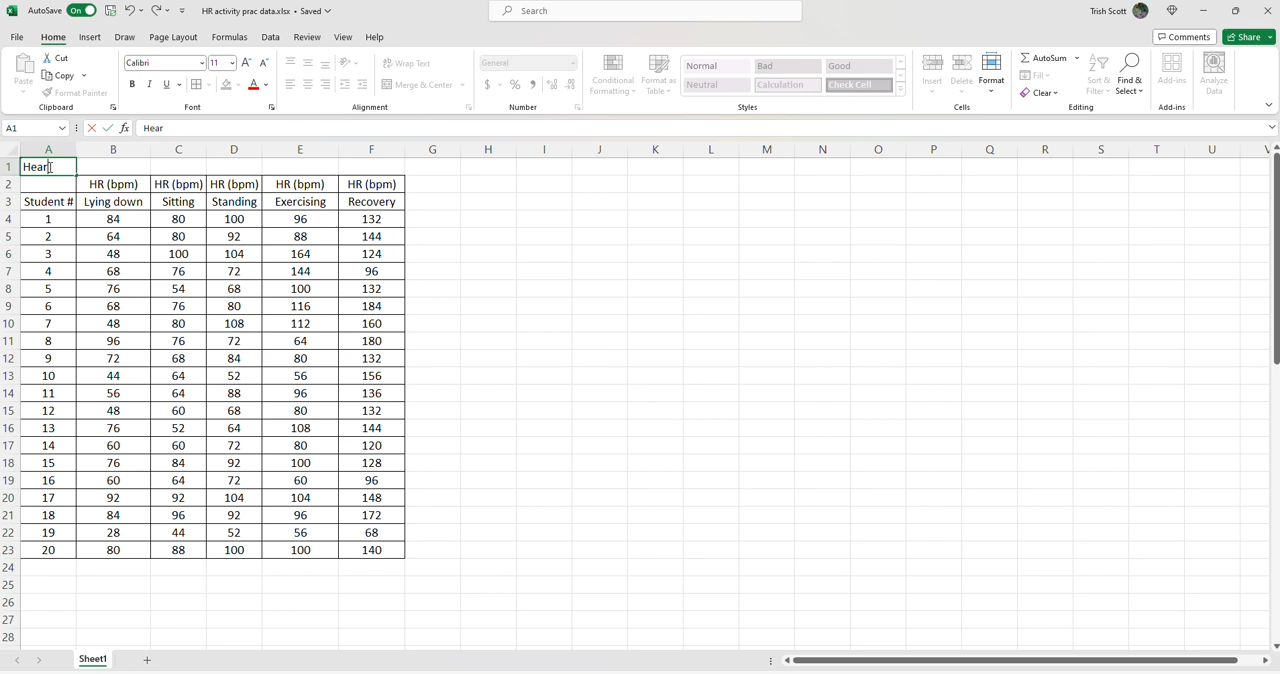 AutoSave On HR activity prac data.xlsx • Saved Search Trish Scott
File Home Insert Draw Page Layout Formulas Data Review View Help Comments Share
Paste Cut Copy Format Painter Clipboard
Calibri 11 A A B I U A Font
Wrap Text Merge & Center Alignment
General $ % Number
Conditional Formatting Format as Table Normal Bad Good Neutral Calculation Check Cell Styles
Insert Delete Format Cells
AutoSum Fill Clear Sort & Filter Find & Select Editing
Add-ins Add-ins
Analyze Data
A1 fx Hear
A B C D E F G H I J K L M N O P Q R S T U V
1 Hear
2 HR (bpm) HR (bpm) HR (bpm) HR (bpm) HR (bpm)
3 Student # Lying down Sitting Standing Exercising Recovery
4 1 84 80 100 96 132
5 2 64 80 92 88 144
6 3 48 100 104 164 124
7 4 68 76 72 144 96
8 5 76 54 68 100 132
9 6 68 76 80 116 184
10 7 48 80 108 112 160
11 8 96 76 72 64 180
12 9 72 68 84 80 132
13 10 44 64 52 56 156
14 11 56 64 88 96 136
15 12 48 60 68 80 132
16 13 76 52 64 108 144
17 14 60 60 72 80 120
18 15 76 84 92 100 128
19 16 60 64 72 60 96
20 17 92 92 104 104 148
21 18 84 96 92 96 172
22 19 28 44 52 56 68
23 20 80 88 100 100 140
24
25
26
27
28
Sheet1